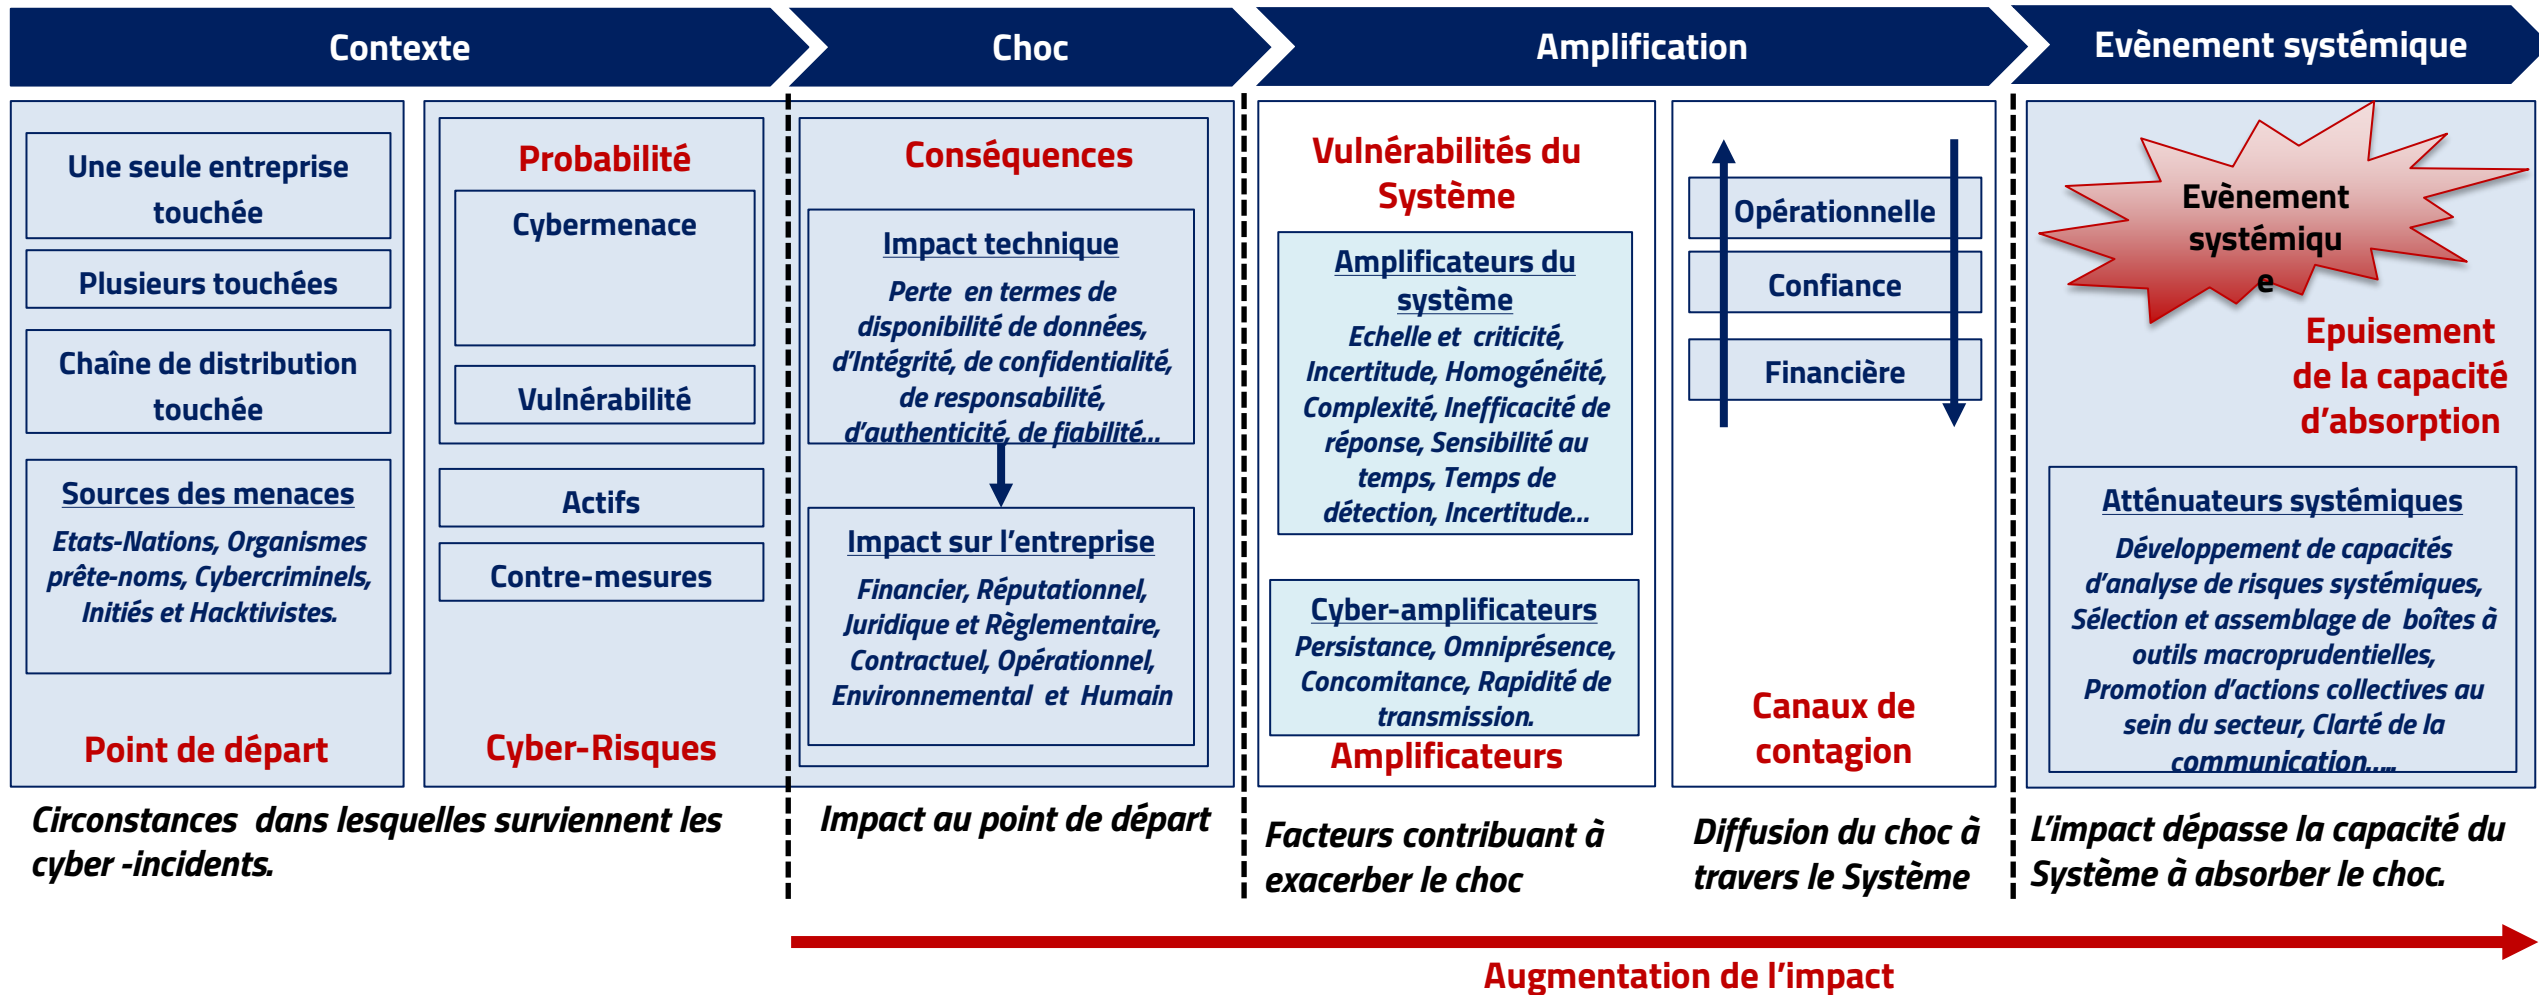 Contexte
Choc
Amplification
Evènement systémique
Une seule entreprise
touchée
Plusieurs touchées
Chaîne de distribution
touchée
Sources des menaces
Etats-Nations, Organismes
prête-noms, Cybercriminels,
Initiés et Hacktivistes.
Point de départ
Probabilité
Cybermenace
Vulnérabilité
Actifs
Contre-mesures
Cyber-Risques
Conséquences
Impact technique
Perte en termes de
disponibilité de données,
d'Intégrité, de confidentialité,
de responsabilité,
d'authenticité, de fiabilité...
Impact sur l'entreprise
Financier, Réputationnel,
Juridique et Règlementaire,
Contractuel, Opérationnel,
Environnemental et Humain
Vulnérabilités du
Système
Amplificateurs du
système
Echelle et criticité,
Incertitude, Homogénéité,
Complexité, Inefficacité de
réponse, Sensibilité au
temps, Temps de
détection, Incertitude...
Cyber-amplificateurs
Persistance, Omniprésence,
Concomitance, Rapidité de
transmission.
Amplificateurs
Opérationnelle
Confiance
Financière
Canaux de
contagion
Evènement
systémiqu
e
Epuisement
de la capacité
d'absorption
Atténuateurs systémiques
Développement de capacités
d'analyse de risques systémiques,
Sélection et assemblage de boîtes à
outils macroprudentielles,
Promotion d'actions collectives au
sein du secteur, Clarté de la
communication.....
Circonstances dans lesquelles surviennent les
cyber -incidents.
Impact au point de départ
Facteurs contribuant à
exacerber le choc
Diffusion du choc à
travers le Système
L'impact dépasse la capacité du
Système à absorber le choc.
Augmentation de l'impact